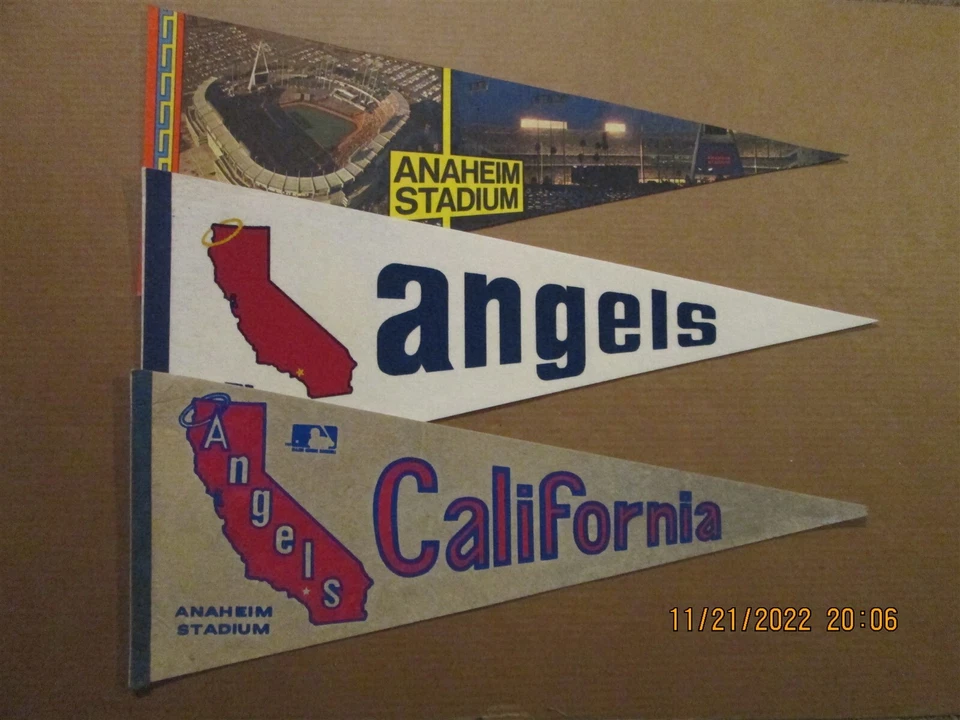 ANAHEIM
STADIUM
angels
Angels
California
ANAHEIM
STADIUM
11/21/2022 20:06